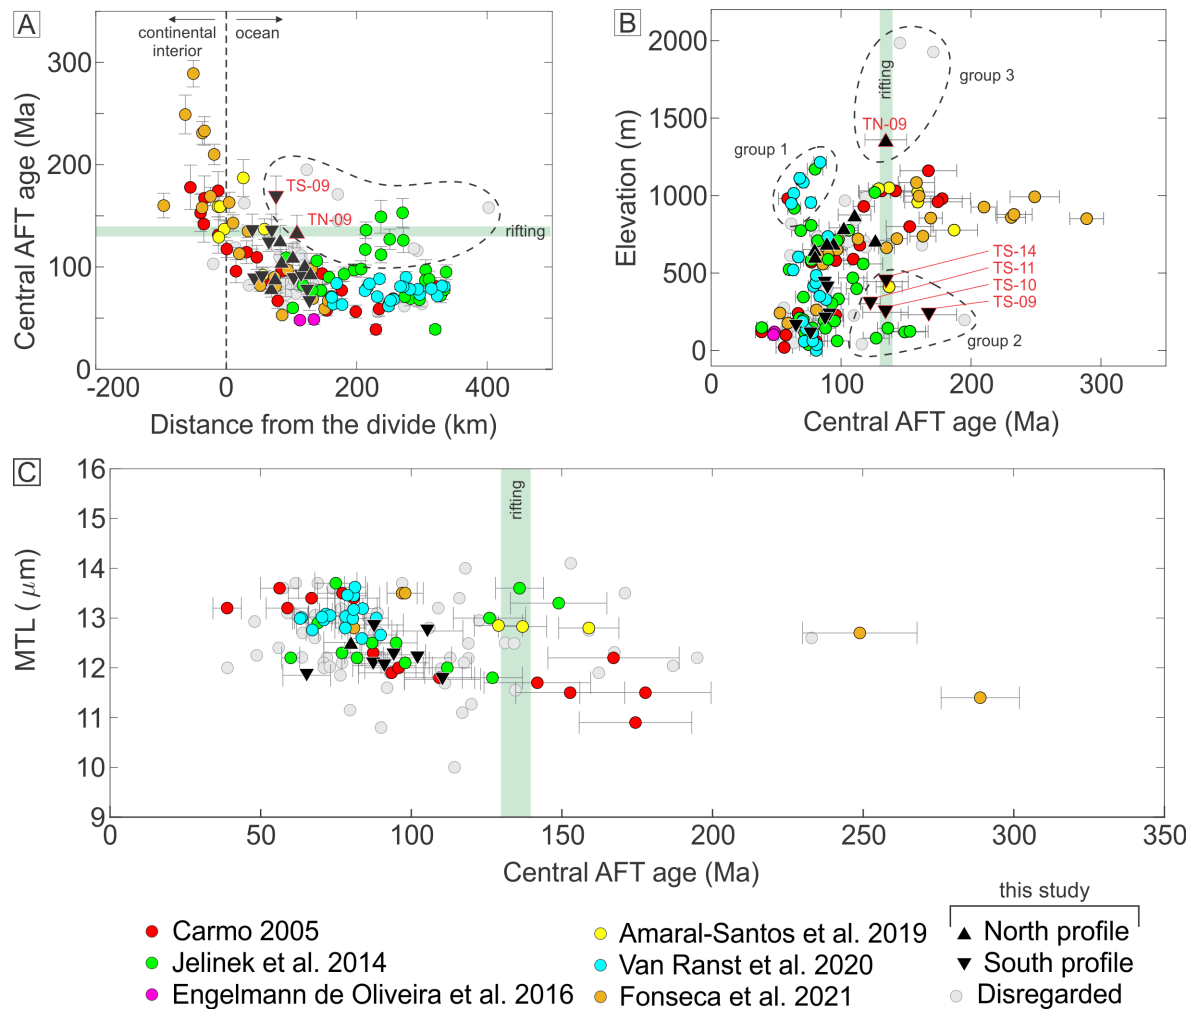 A
continental
interior
ocean
300
200
100
0
Central AFT age (Ma)
TS-09
TN-09
rifting
-200
0
200
400
Distance from the divide (km)
B
2000
1500
1000
500
0
Elevation (m)
rifting
group 3
TN-09
group 1
TS-14
TS-11
TS-10
TS-09
group 2
0
100
200
300
Central AFT age (Ma)
C
16
15
14
13
12
11
10
9
MTL ( μm)
rifting
0
50
100
150
200
250
300
350
Central AFT age (Ma)
this study
Carmo 2005
Jelinek et al. 2014
Engelmann de Oliveira et al. 2016
Amaral-Santos et al. 2019
Van Ranst et al. 2020
Fonseca et al. 2021
North profile
South profile
Disregarded